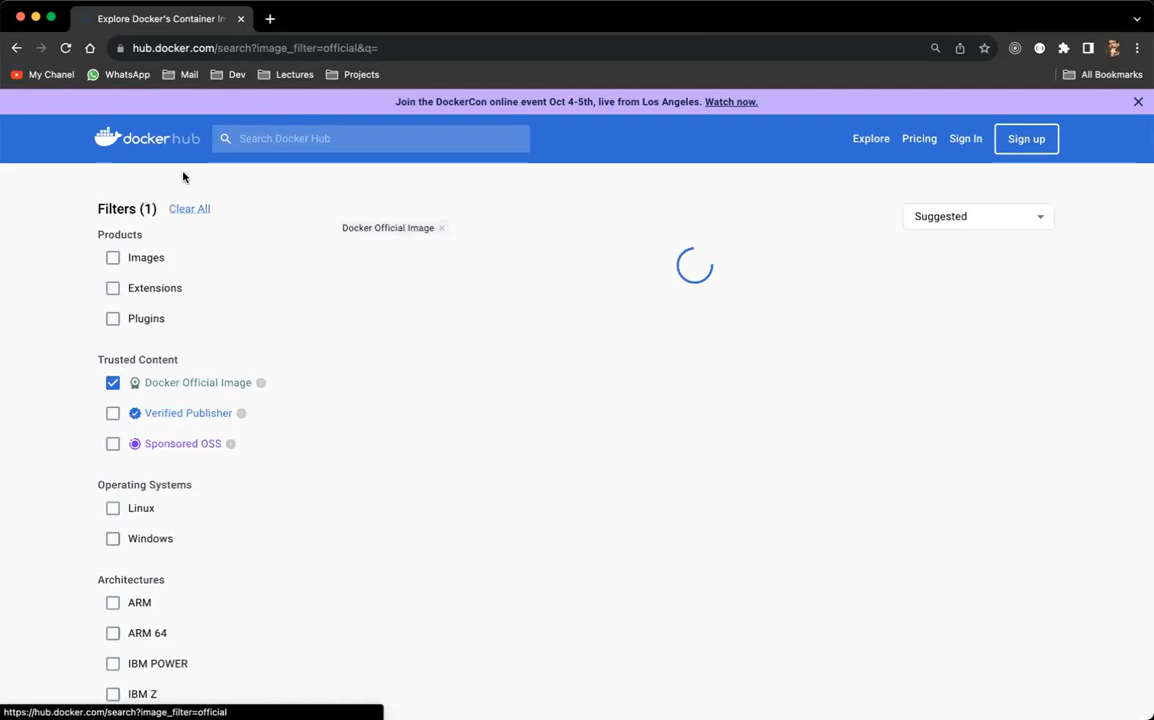 Explore Docker's Container Im
hub.docker.com/search?image_filter=official&q=
My Chanel
WhatsApp
Mail
Dev
Lectures
Projects
All Bookmarks
Join the DockerCon online event Oct 4-5th, live from Los Angeles. Watch now.
dockerhub
Search Docker Hub
Explore
Pricing
Sign In
Sign up
Filters (1)
Clear All
Docker Official Image
Suggested
Products
Images
Extensions
Plugins
Trusted Content
Docker Official Image
Verified Publisher
Sponsored OSS
Operating Systems
Linux
Windows
Architectures
ARM
ARM 64
IBM POWER
IBM Z
https://hub.docker.com/search?image_filter=official